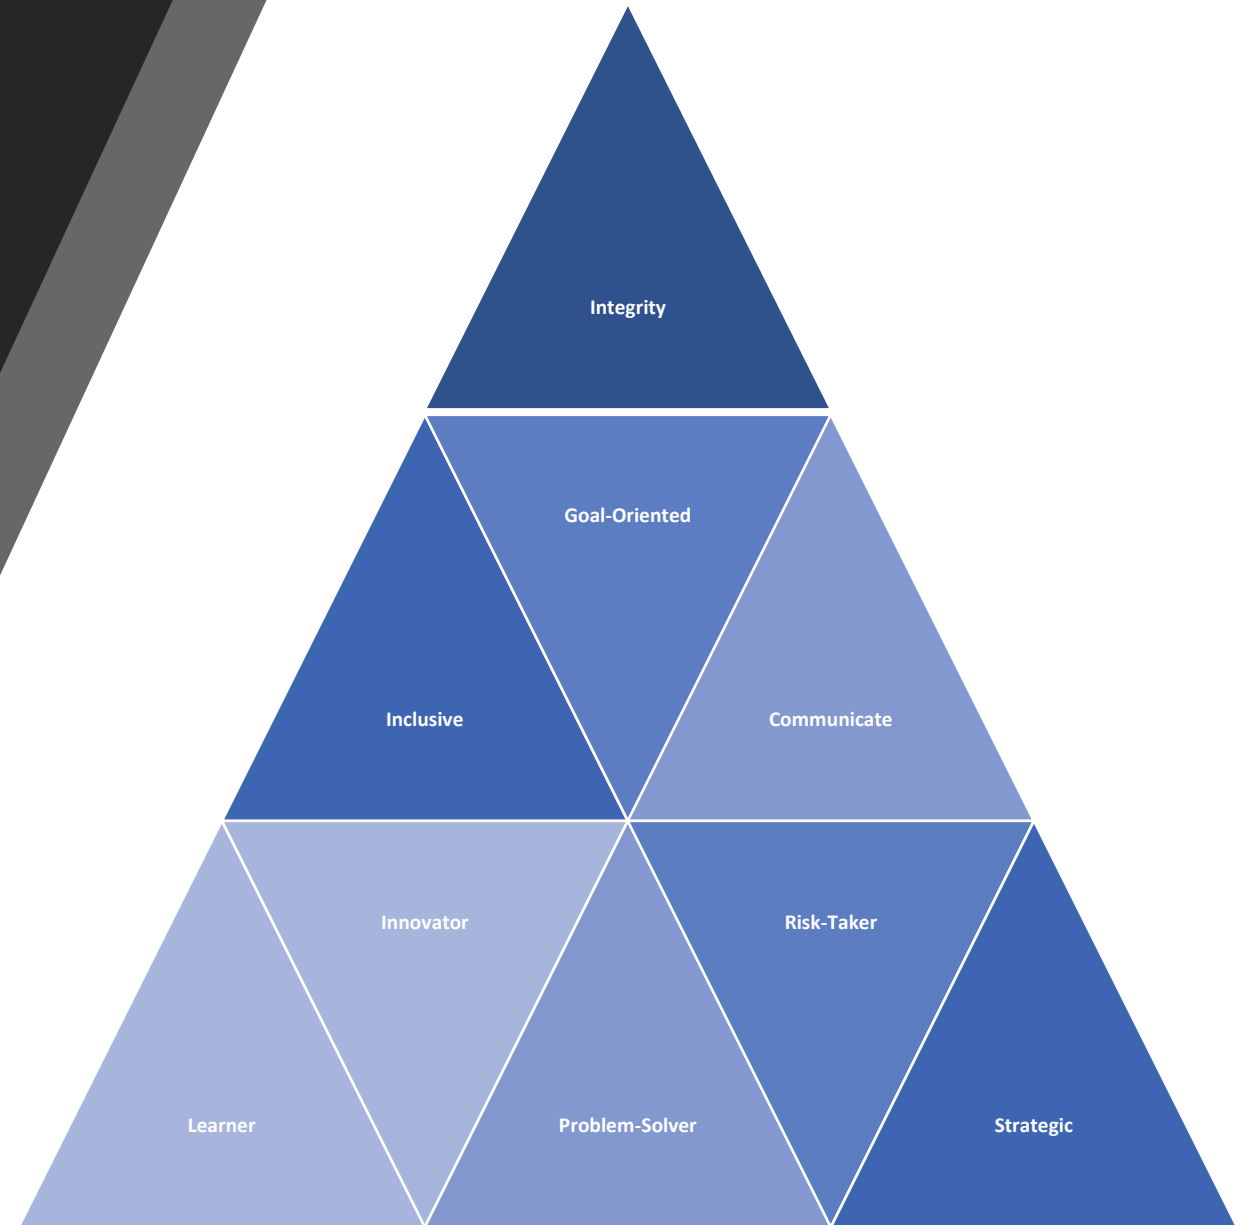 Integrity
Goal-Oriented
Inclusive
Communicate
Innovator
Risk-Taker
Learner
Problem-Solver
Strategic